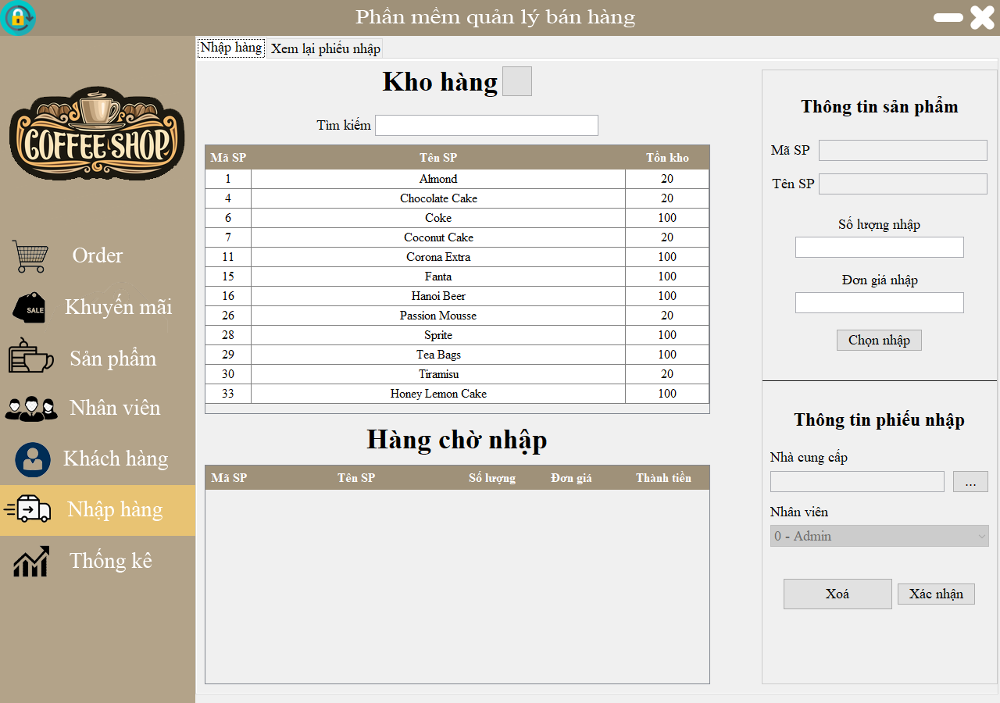 Phần mềm quản lý bán hàng
COFFEE SHOP
Order
Khuyến mãi
SALE
Sản phẩm
Nhân viên
Khách hàng
Nhập hàng
Thống kê
Nhập hàng Xem lại phiếu nhập
Kho hàng
Tìm kiếm
Mã SP Tên SP Tồn kho
1 Almond 20
4 Chocolate Cake 20
6 Coke 100
7 Coconut Cake 20
11 Corona Extra 100
15 Fanta 100
16 Hanoi Beer 100
26 Passion Mousse 20
28 Sprite 100
29 Tea Bags 100
30 Tiramisu 20
33 Honey Lemon Cake 100
Hàng chờ nhập
Mã SP Tên SP Số lượng Đơn giá Thành tiền
Thông tin sản phẩm
Mã SP
Tên SP
Số lượng nhập
Đơn giá nhập
Chọn nhập
Thông tin phiếu nhập
Nhà cung cấp
...
Nhân viên
0 - Admin
Xoá Xác nhận